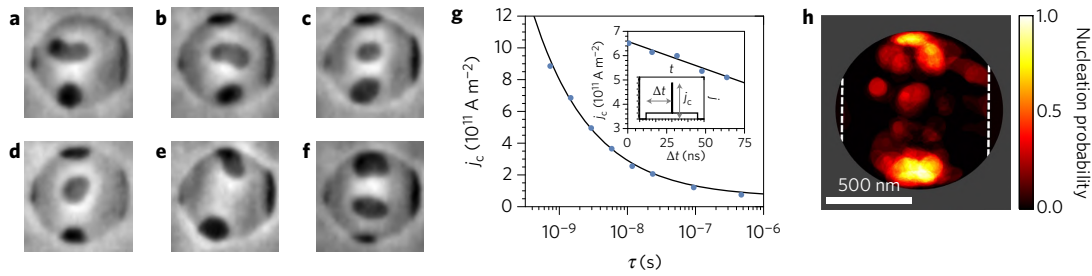 a
b
c
d
e
f
g
12
10
8
6
4
2
0
j_c (10^11 A m^−2)
10^−9
10^−8
10^−7
10^−6
τ (s)
7
6
5
4
3
j_c (10^11 A m^−2)
0
25
50
75
Δt (ns)
t
Δt
j_c
j
h
500 nm
1.0
0.5
0.0
Nucleation probability